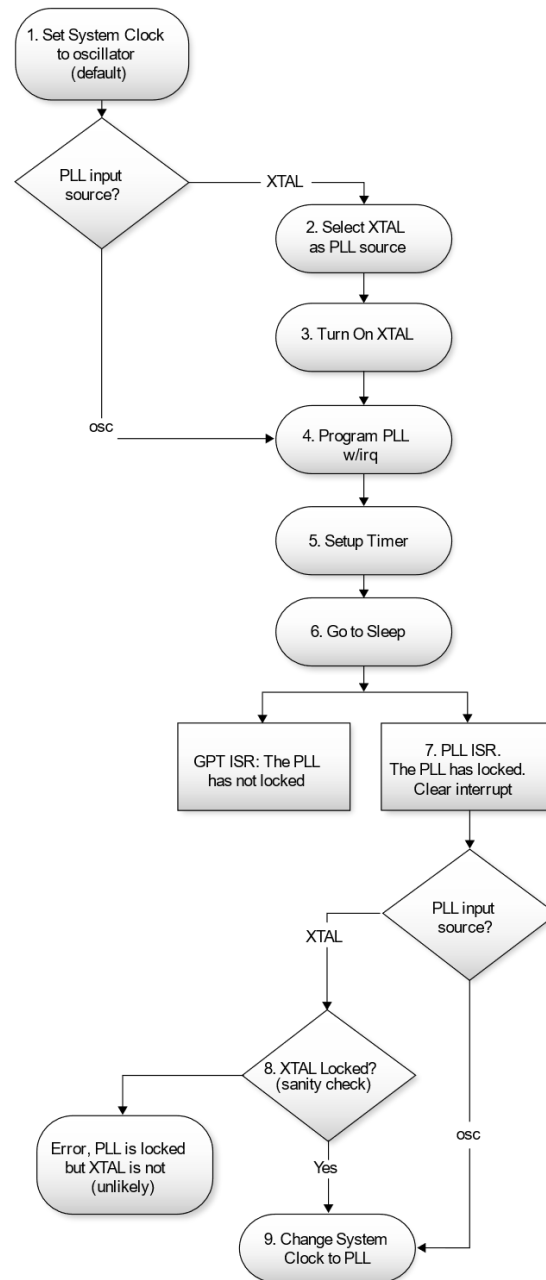 1. Set System Clock
to oscillator
(default)
PLL input
source?
XTAL
2. Select XTAL
as PLL source
3. Turn On XTAL
osc
4. Program PLL
w/irq
5. Setup Timer
6. Go to Sleep
GPT ISR: The PLL
has not locked
7. PLL ISR.
The PLL has locked.
Clear interrupt
PLL input
source?
XTAL
8. XTAL Locked?
(sanity check)
osc
Error, PLL is locked
but XTAL is not
(unlikely)
Yes
9. Change System
Clock to PLL